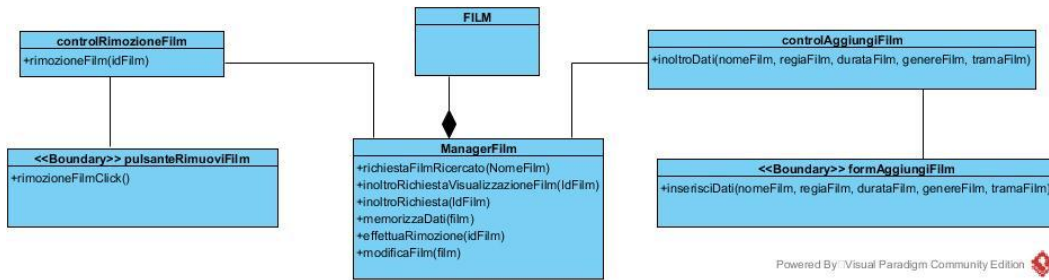 FILM
controlRimozioneFilm
+rimozioneFilm(idFilm)
controlAggiungiFilm
+inoltroDati(nomeFilm, regiaFilm, durataFilm, genereFilm, tramaFilm)
<<Boundary>> pulsanteRimuoviFilm
+rimozioneFilmClick()
ManagerFilm
+richiestaFilmRicercato(NomeFilm)
+inoltroRichiestaVisualizzazioneFilm(IdFilm)
+inoltroRichiesta(IdFilm)
+memorizzaDati(film)
+effettuaRimozione(idFilm)
+modificaFilm(film)
<<Boundary>> formAggiungiFilm
+inserisciDati(nomeFilm, regiaFilm, durataFilm, genereFilm, tramaFilm)
Powered By Visual Paradigm Community Edition